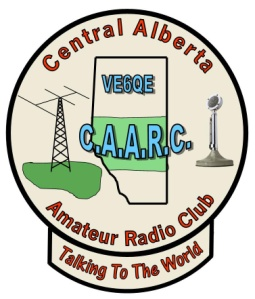 Central Alberta
VE6QE
C.A.A.R.C.
Amateur Radio Club
Talking To The World